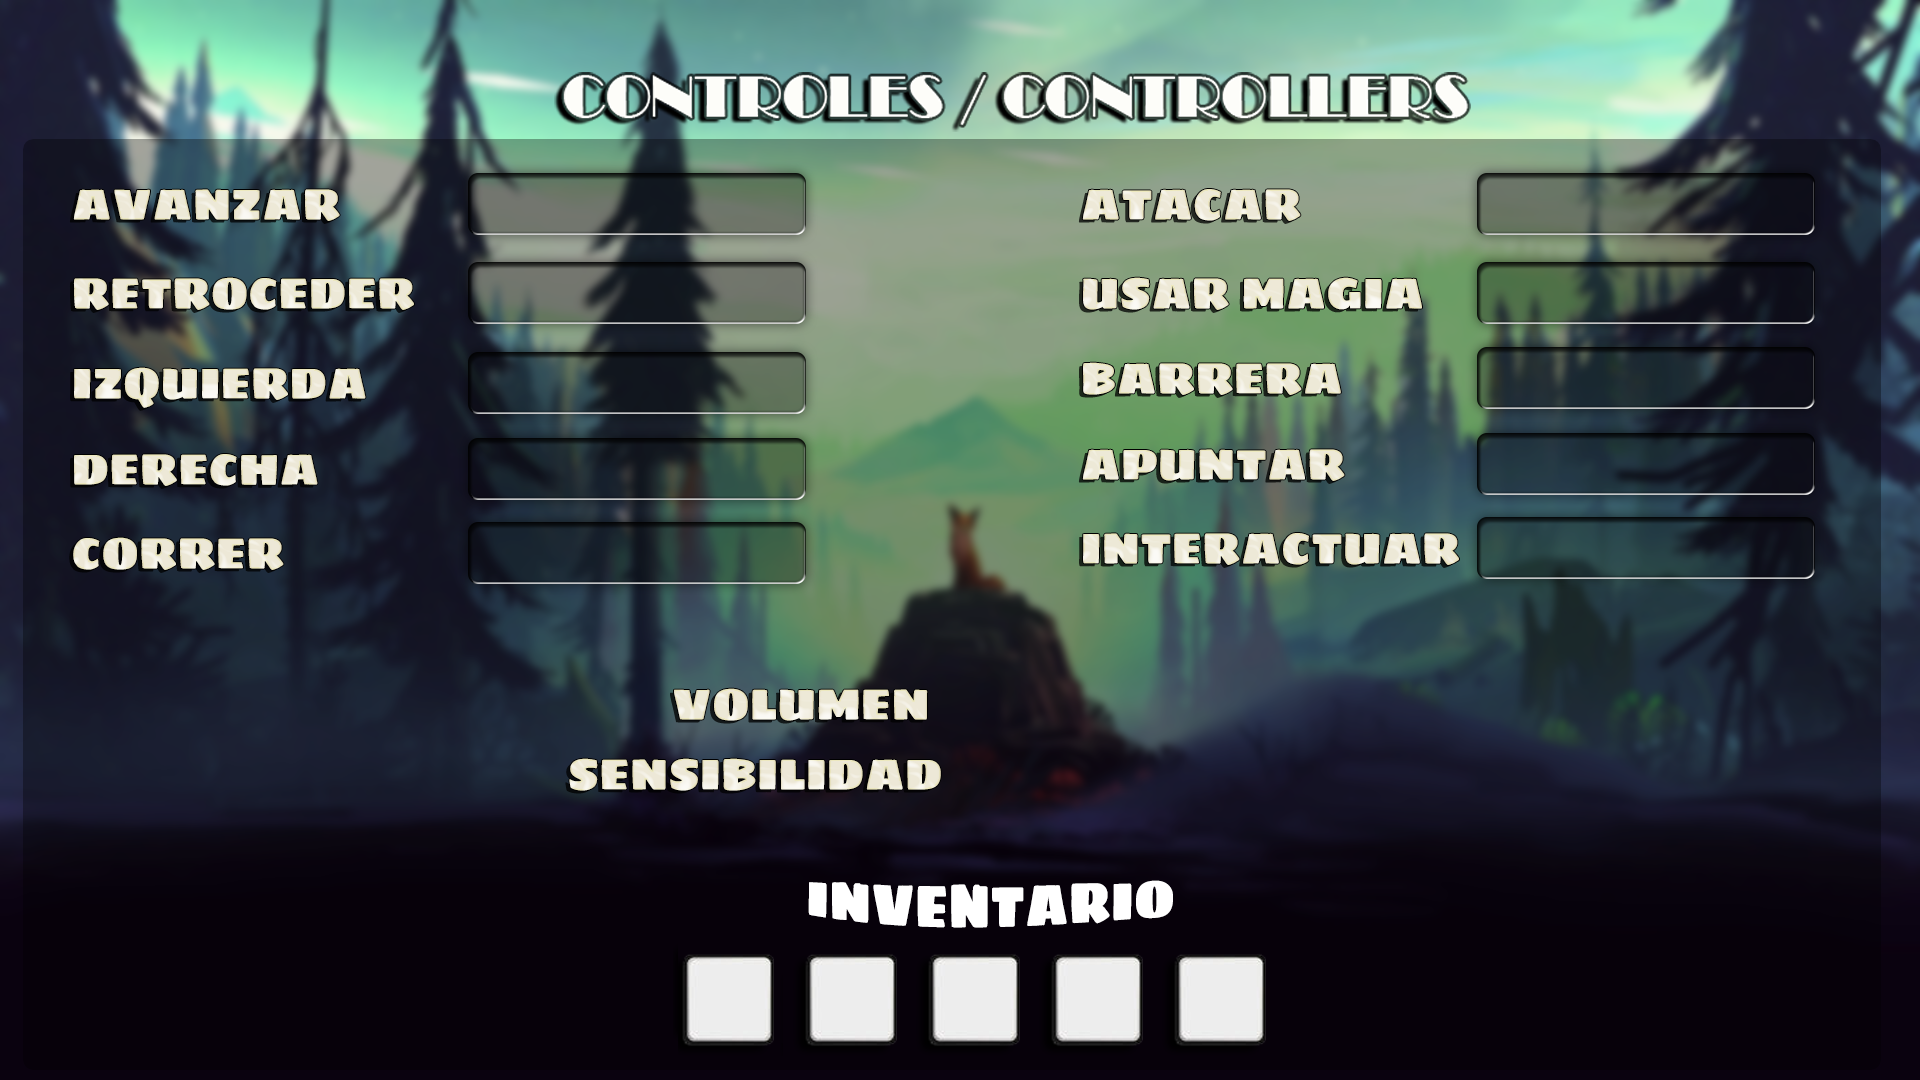 CONTROLES / CONTROLLERS
AVANZAR
RETROCEDER
IZQUIERDA
DERECHA
CORRER
ATACAR
USAR MAGIA
BARRERA
APUNTAR
INTERACTUAR
VOLUMEN
SENSIBILIDAD
INVENTARIO